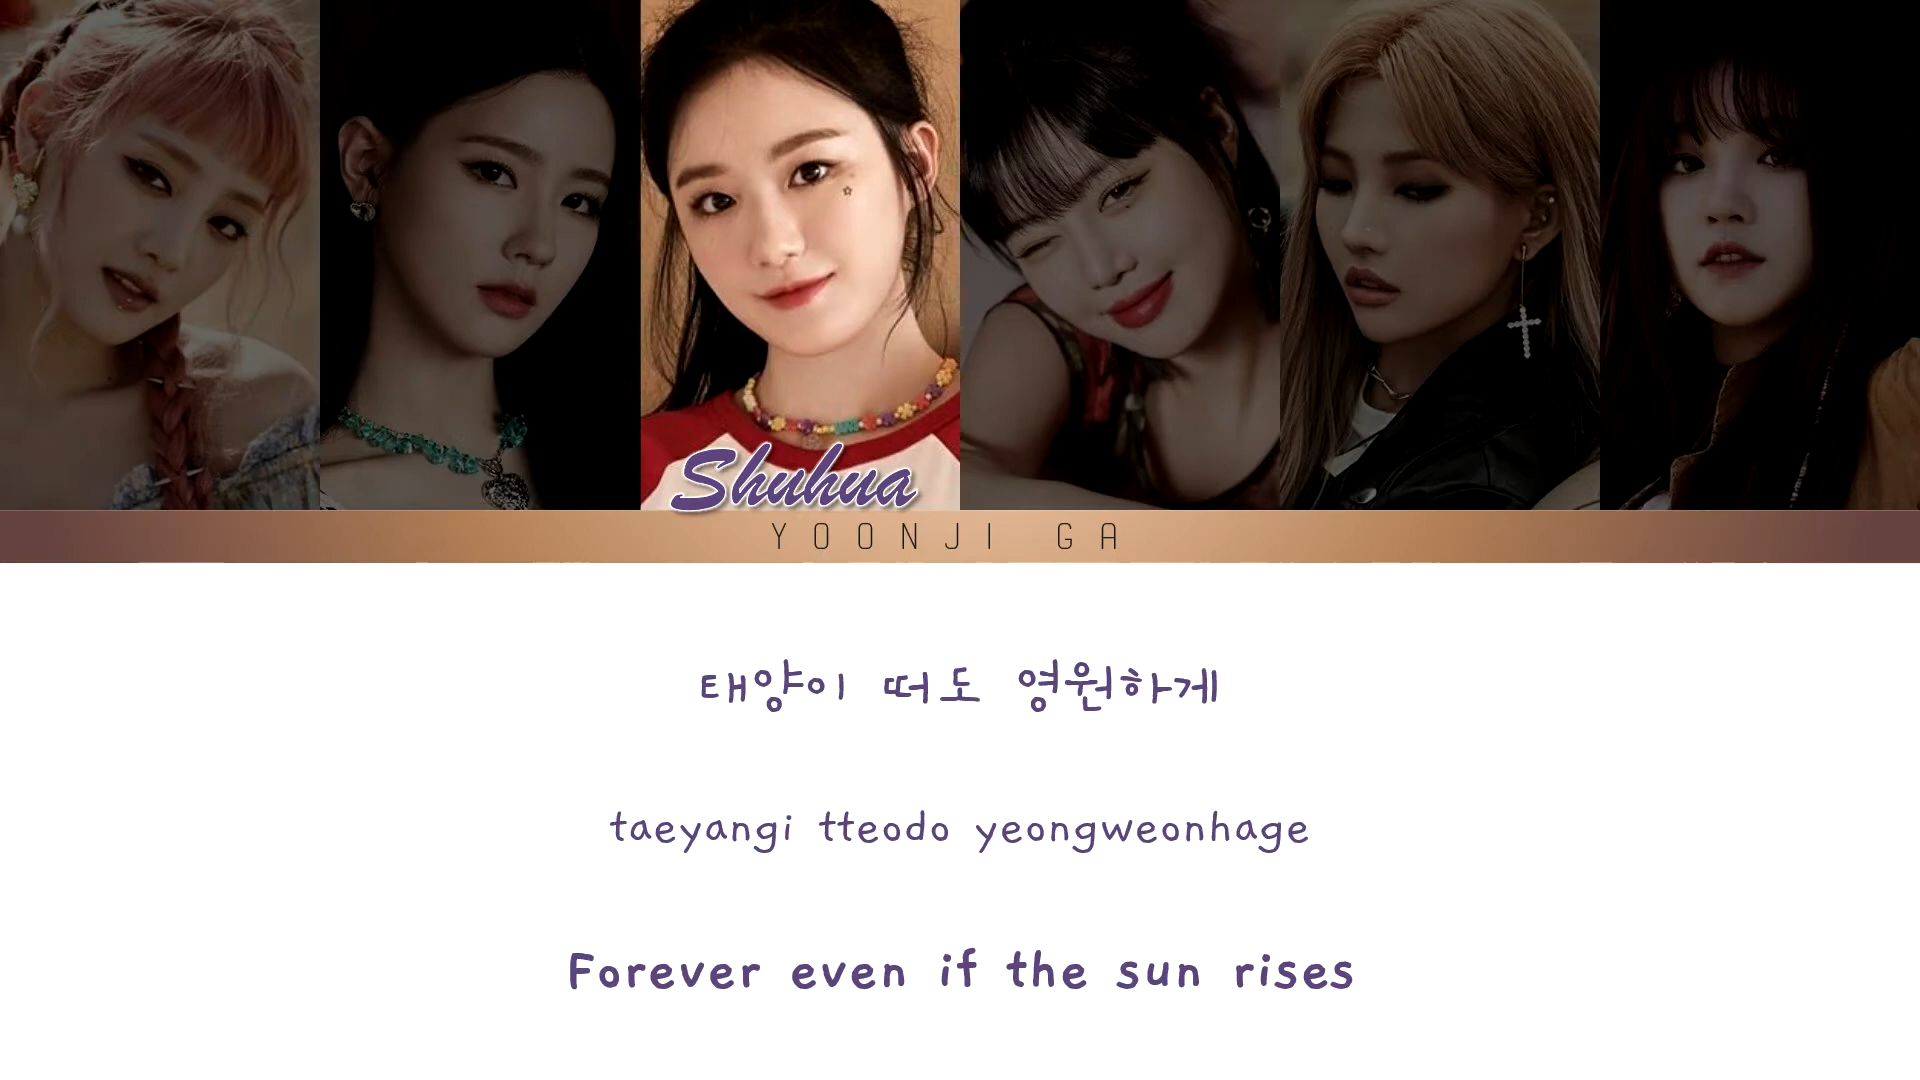 Shuhua
YOONJI GA
태양이 떠도 영원하게
taeyangi tteodo yeongweonhage
Forever even if the sun rises